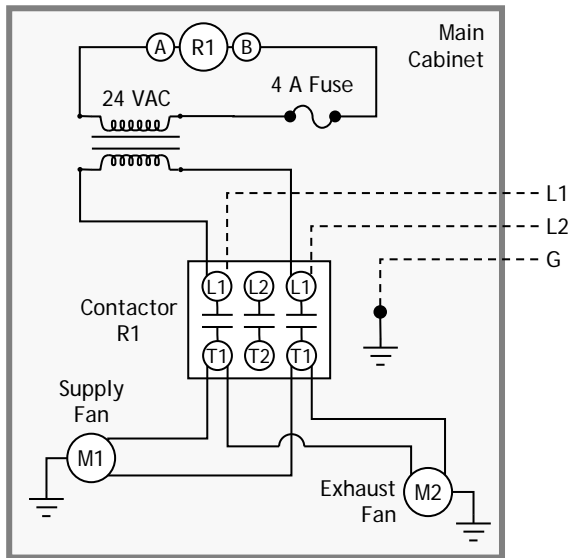 Main
Cabinet
A
R1
B
24 VAC
4 A Fuse
L1
L2
G
L1
L2
L1
Contactor
R1
T1
T2
T1
Supply
Fan
M1
Exhaust
Fan
M2